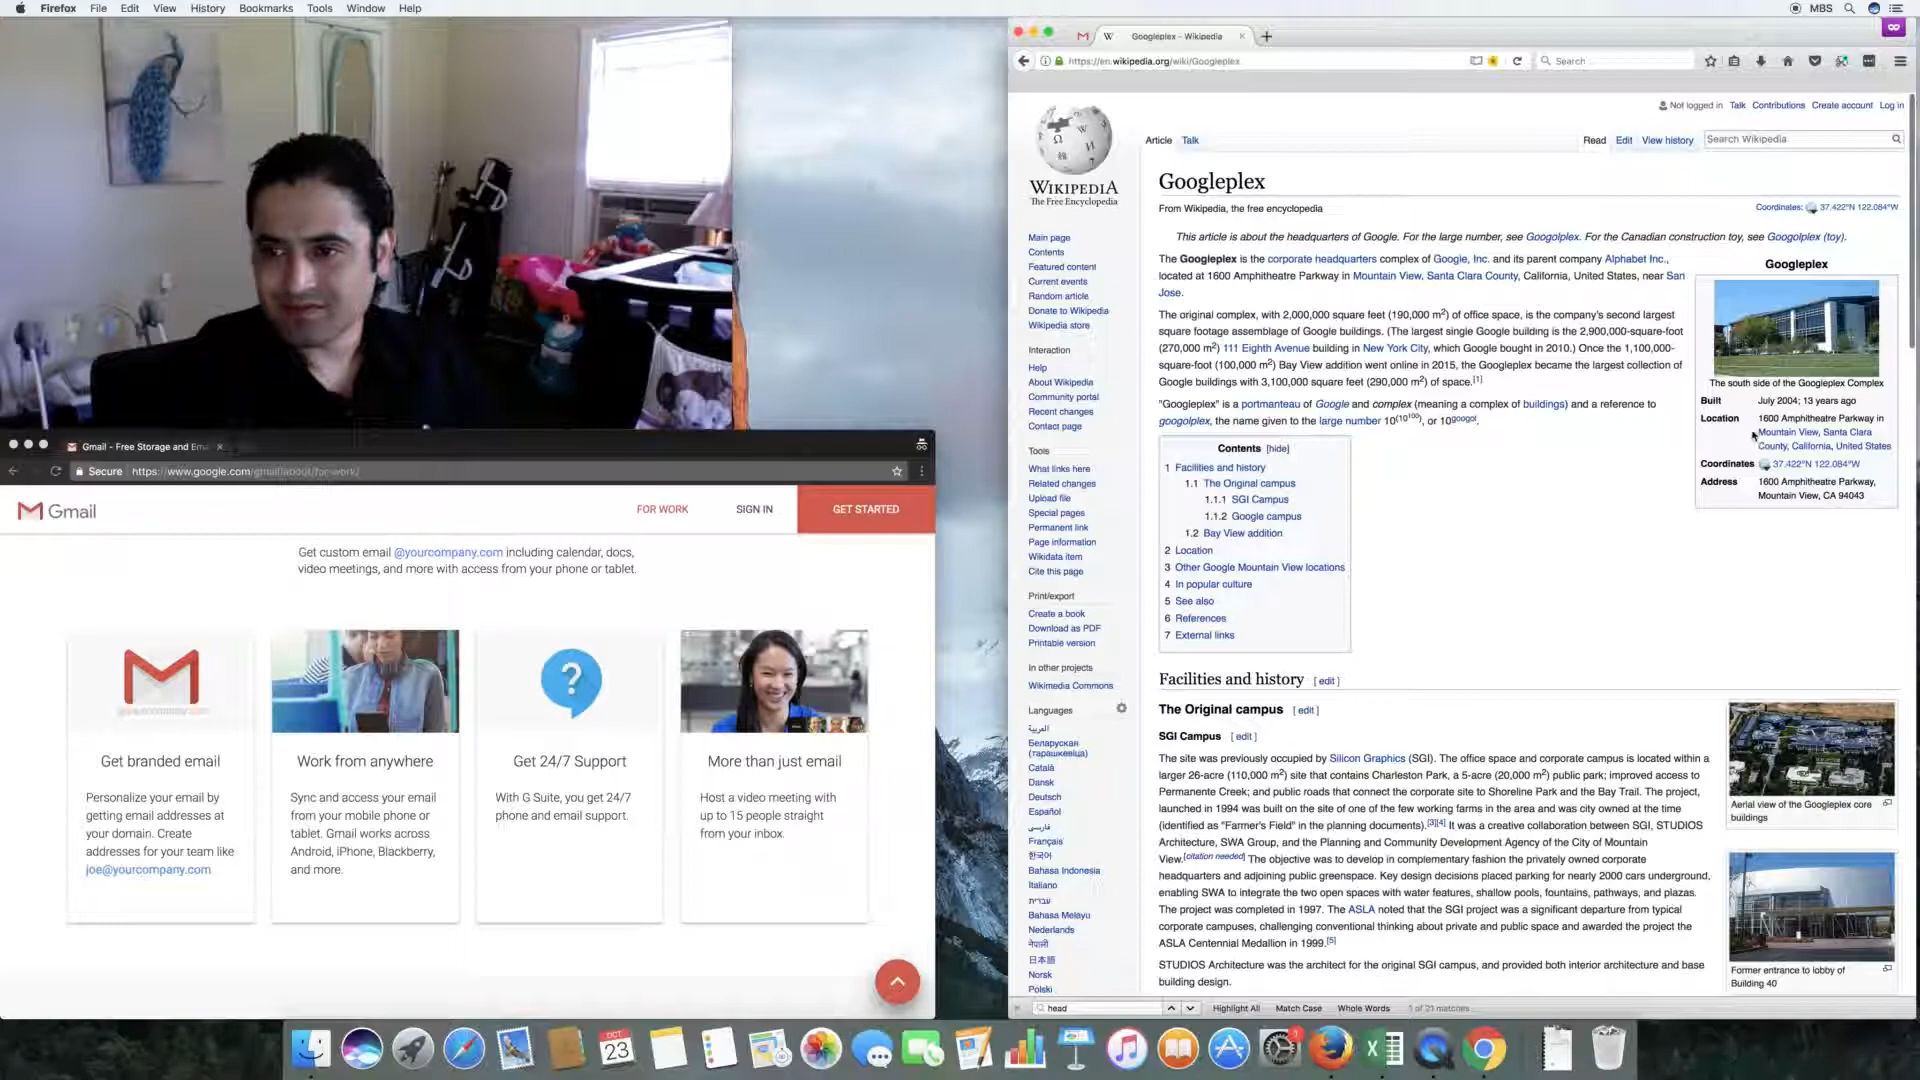 Firefox File Edit View History Bookmarks Tools Window Help
MBS
Googleplex - Wikipedia
https://en.wikipedia.org/wiki/Googleplex
Search
Not logged in Talk Contributions Create account Log in
Article Talk
Read Edit View history
Search Wikipedia
WIKIPEDIA
The Free Encyclopedia
Main page
Contents
Featured content
Current events
Random article
Donate to Wikipedia
Wikipedia store
Interaction
Help
About Wikipedia
Community portal
Recent changes
Contact page
Tools
What links here
Related changes
Upload file
Special pages
Permanent link
Page information
Wikidata item
Cite this page
Print/export
Create a book
Download as PDF
Printable version
In other projects
Wikimedia Commons
Languages
العربية
Беларуская
(тарашкевіца)
Català
Dansk
Deutsch
Español
فارسی
Français
한국어
Bahasa Indonesia
Italiano
עברית
Bahasa Melayu
Nederlands
नेपाली
日本語
Norsk
Polski
Googleplex
From Wikipedia, the free encyclopedia
Coordinates: 37.422°N 122.084°W
This article is about the headquarters of Google. For the large number, see Googolplex. For the Canadian construction toy, see Googolplex (toy).
The Googleplex is the corporate headquarters complex of Google, Inc. and its parent company Alphabet Inc.,
located at 1600 Amphitheatre Parkway in Mountain View, Santa Clara County, California, United States, near San
Jose.
The original complex, with 2,000,000 square feet (190,000 m²) of office space, is the company's second largest
square footage assemblage of Google buildings. (The largest single Google building is the 2,900,000-square-foot
(270,000 m²) 111 Eighth Avenue building in New York City, which Google bought in 2010.) Once the 1,100,000-
square-foot (100,000 m²) Bay View addition went online in 2015, the Googleplex became the largest collection of
Google buildings with 3,100,000 square feet (290,000 m²) of space.[1]
"Googleplex" is a portmanteau of Google and complex (meaning a complex of buildings) and a reference to
googolplex, the name given to the large number 10(10100), or 10googol.
Googleplex
The south side of the Googleplex Complex
Built July 2004; 13 years ago
Location 1600 Amphitheatre Parkway in
Mountain View, Santa Clara
County, California, United States
Coordinates 37.422°N 122.084°W
Address 1600 Amphitheatre Parkway,
Mountain View, CA 94043
Contents [hide]
1 Facilities and history
1.1 The Original campus
1.1.1 SGI Campus
1.1.2 Google campus
1.2 Bay View addition
2 Location
3 Other Google Mountain View locations
4 In popular culture
5 See also
6 References
7 External links
Facilities and history [ edit ]
The Original campus [ edit ]
SGI Campus [ edit ]
The site was previously occupied by Silicon Graphics (SGI). The office space and corporate campus is located within a
larger 26-acre (110,000 m²) site that contains Charleston Park, a 5-acre (20,000 m²) public park; improved access to
Permanente Creek; and public roads that connect the corporate site to Shoreline Park and the Bay Trail. The project,
launched in 1994 was built on the site of one of the few working farms in the area and was city owned at the time
(identified as "Farmer's Field" in the planning documents).[3][4] It was a creative collaboration between SGI, STUDIOS
Architecture, SWA Group, and the Planning and Community Development Agency of the City of Mountain
View.[citation needed] The objective was to develop in complementary fashion the privately owned corporate
headquarters and adjoining public greenspace. Key design decisions placed parking for nearly 2000 cars underground,
enabling SWA to integrate the two open spaces with water features, shallow pools, fountains, pathways, and plazas.
The project was completed in 1997. The ASLA noted that the SGI project was a significant departure from typical
corporate campuses, challenging conventional thinking about private and public space and awarded the project the
ASLA Centennial Medallion in 1999.[5]
STUDIOS Architecture was the architect for the original SGI campus, and provided both interior architecture and base
building design.
Aerial view of the Googleplex core
buildings
Former entrance to lobby of
Building 40
head
Highlight All Match Case Whole Words 1 of 21 matches
Gmail - Free Storage and Ema
Secure https://www.google.com/gmail/about/for-work/
Gmail
FOR WORK SIGN IN GET STARTED
Get custom email @yourcompany.com including calendar, docs,
video meetings, and more with access from your phone or tablet.
Get branded email
Personalize your email by
getting email addresses at
your domain. Create
addresses for your team like
joe@yourcompany.com
Work from anywhere
Sync and access your email
from your mobile phone or
tablet. Gmail works across
Android, iPhone, Blackberry,
and more.
Get 24/7 Support
With G Suite, you get 24/7
phone and email support.
More than just email
Host a video meeting with
up to 15 people straight
from your inbox.
OCT
23